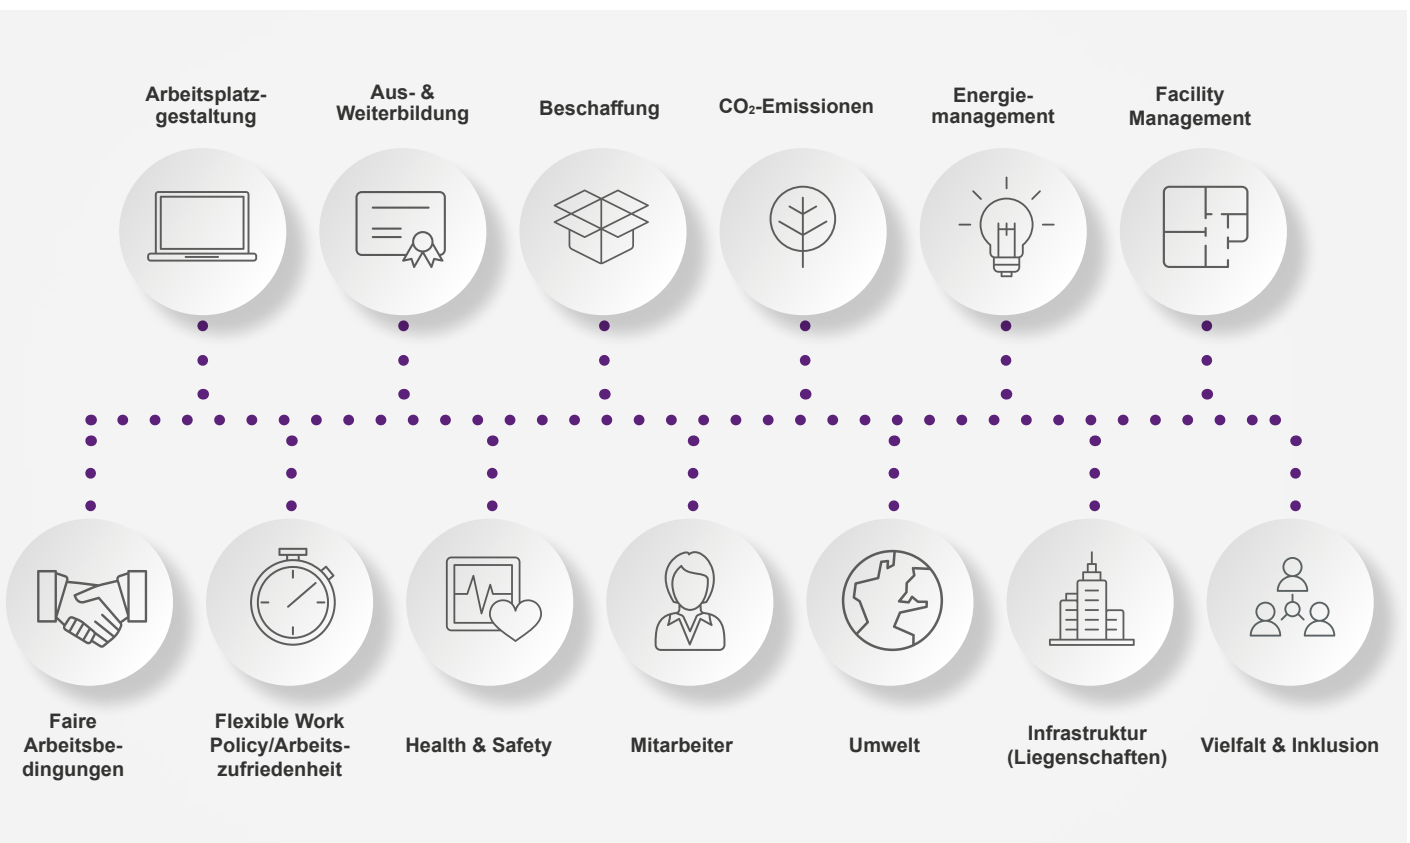 Arbeitsplatz-
gestaltung
Aus- &
Weiterbildung
Beschaffung
CO₂-Emissionen
Energie-
management
Facility
Management
Faire
Arbeitsbe-
dingungen
Flexible Work
Policy/Arbeits-
zufriedenheit
Health & Safety
Mitarbeiter
Umwelt
Infrastruktur
(Liegenschaften)
Vielfalt & Inklusion